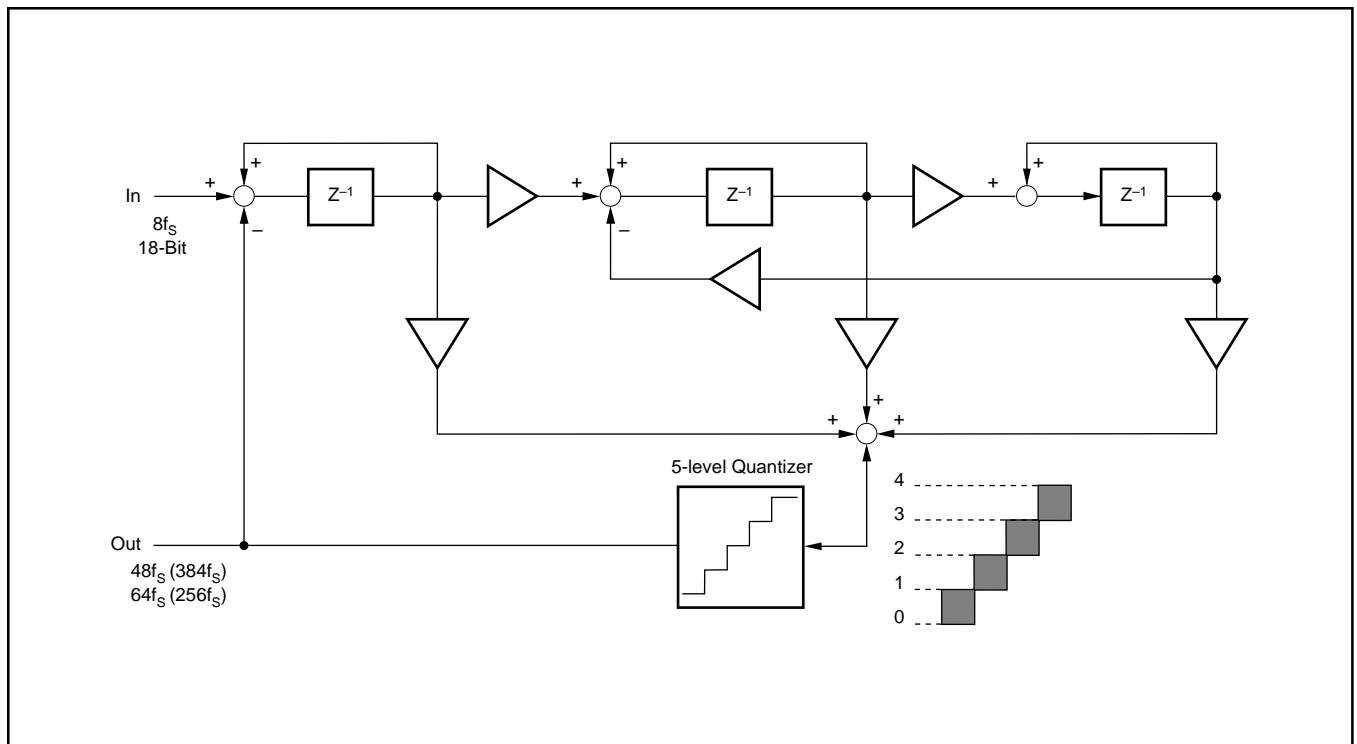 + + +
In + Z⁻¹ + Z⁻¹ + Z⁻¹
– –
8fS
18-Bit
+
+ +
5-level Quantizer
4
3
2
1
0
Out
48fS (384fS)
64fS (256fS)